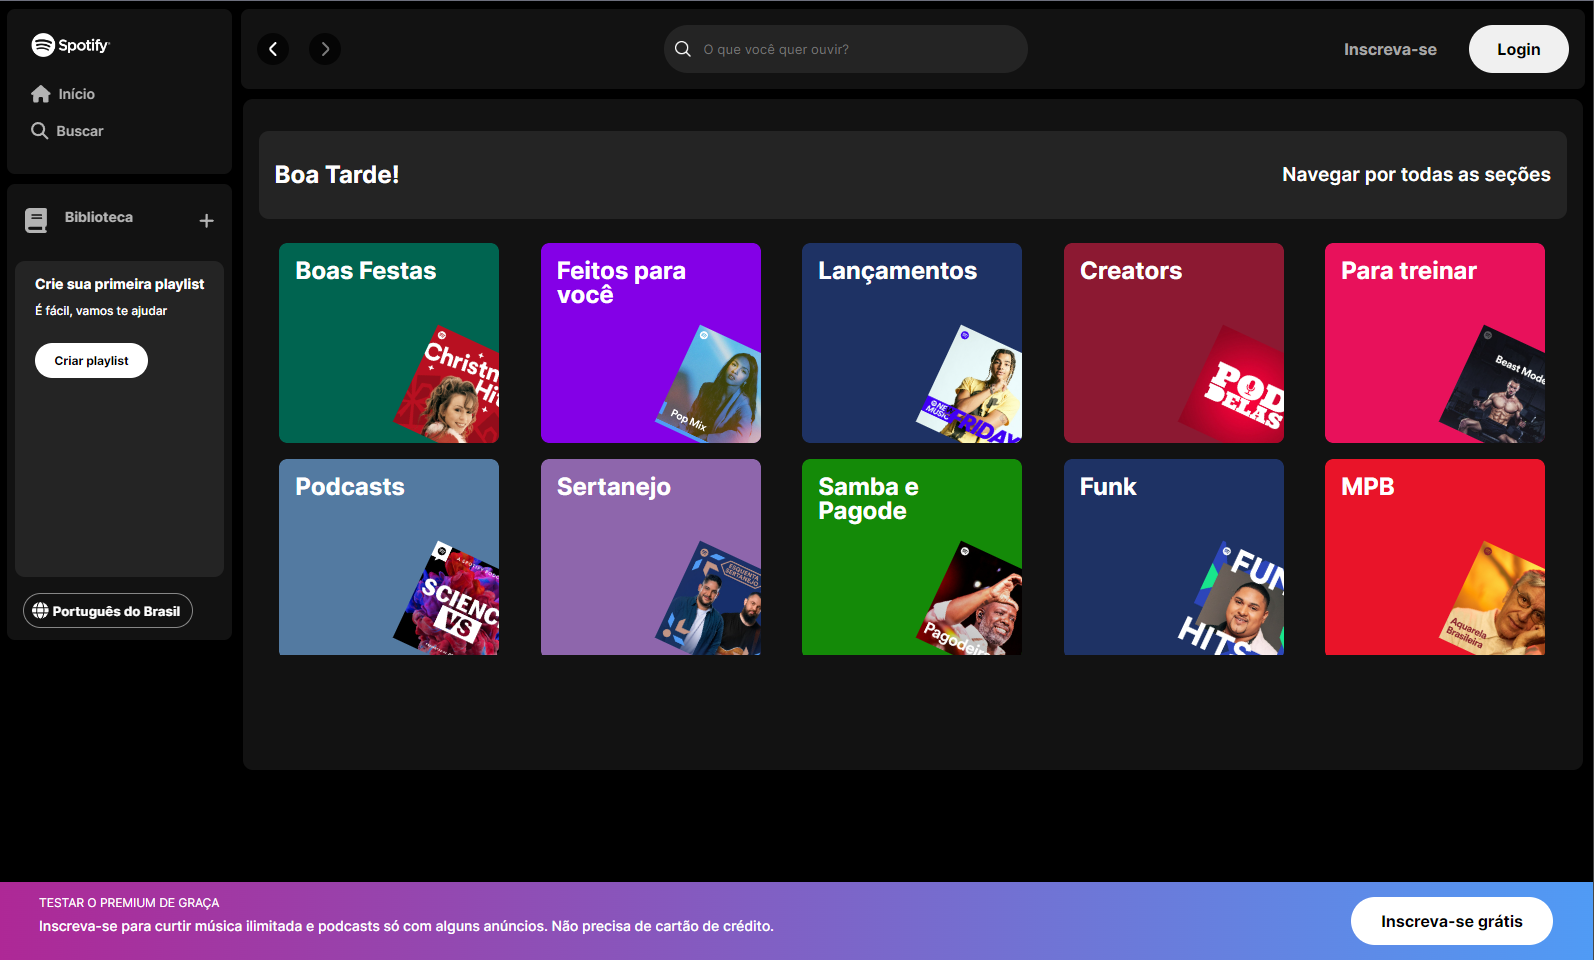 Spotify
Início
Buscar
Biblioteca
Crie sua primeira playlist
É fácil, vamos te ajudar
Criar playlist
Português do Brasil
O que você quer ouvir?
Inscreva-se
Login
Boa Tarde!
Navegar por todas as seções
Boas Festas
Christm
Hi
Feitos para
você
Pop Mix
Lançamentos
NE
MUSIC
FRIDAY
Creators
POD
DELAS
Para treinar
Beast Mode
Podcasts
SCIENC
VS
Sertanejo
ESQUENTA
SERTANEJO
Samba e
Pagode
Pagodeir
Funk
FUN
HITS
MPB
Aquarela
Brasileira
TESTAR O PREMIUM DE GRAÇA
Inscreva-se para curtir música ilimitada e podcasts só com alguns anúncios. Não precisa de cartão de crédito.
Inscreva-se grátis